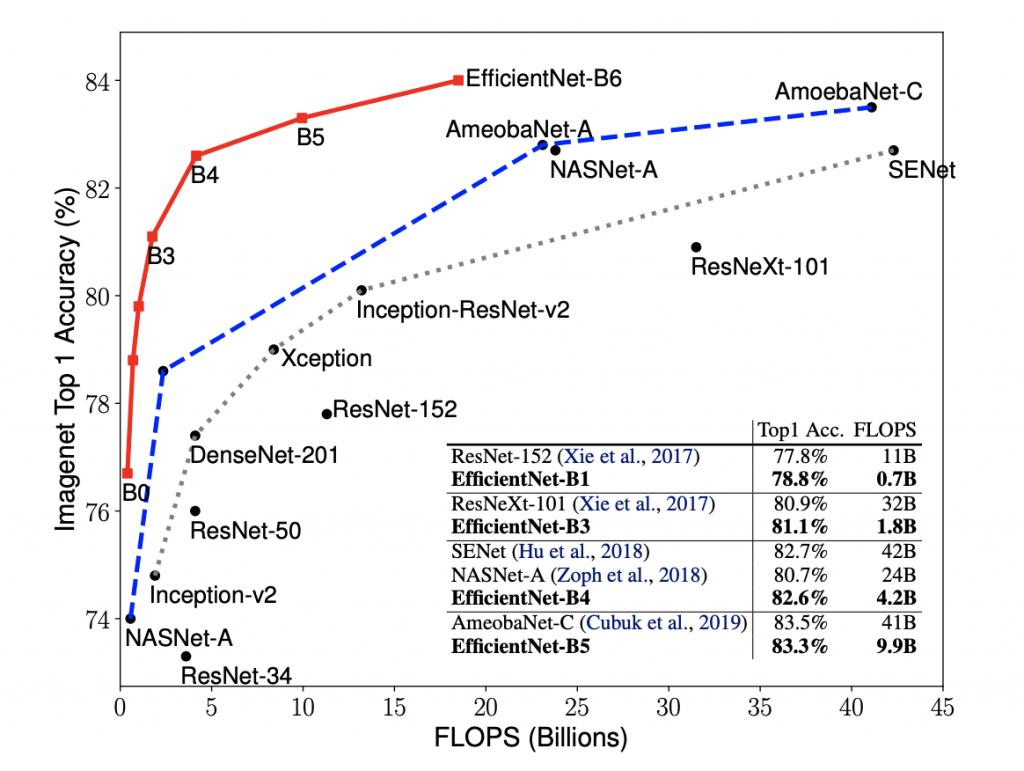 84
82
80
78
76
74
Imagenet Top 1 Accuracy (%)
EfficientNet-B6
AmoebaNet-C
B5
AmeobaNet-A
B4
NASNet-A
SENet
B3
ResNeXt-101
Inception-ResNet-v2
Xception
ResNet-152
DenseNet-201
B0
ResNet-50
Inception-v2
NASNet-A
ResNet-34
Top1 Acc. FLOPS
ResNet-152 (Xie et al., 2017) 77.8% 11B
EfficientNet-B1 78.8% 0.7B
ResNeXt-101 (Xie et al., 2017) 80.9% 32B
EfficientNet-B3 81.1% 1.8B
SENet (Hu et al., 2018) 82.7% 42B
NASNet-A (Zoph et al., 2018) 80.7% 24B
EfficientNet-B4 82.6% 4.2B
AmeobaNet-C (Cubuk et al., 2019) 83.5% 41B
EfficientNet-B5 83.3% 9.9B
0 5 10 15 20 25 30 35 40 45
FLOPS (Billions)